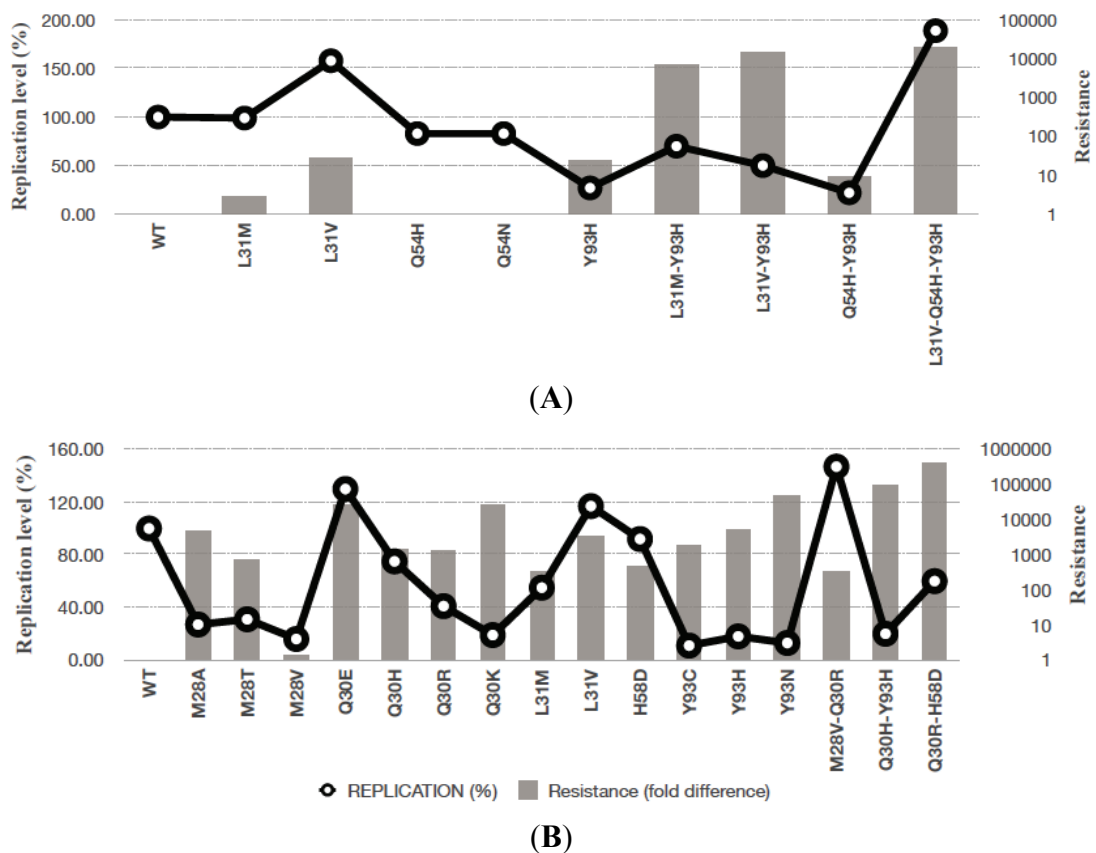 Replication level (%)
200.00
150.00
100.00
50.00
0.00
100000
10000
1000
100
10
1
Resistance
WT
L31M
L31V
Q54H
Q54N
Y93H
L31M-Y93H
L31V-Y93H
Q54H-Y93H
L31V-Q54H-Y93H
(A)
Replication level (%)
160.00
120.00
80.00
40.00
0.00
1000000
100000
10000
1000
100
10
1
Resistance
WT
M28A
M28T
M28V
Q30E
Q30H
Q30R
Q30K
L31M
L31V
H58D
Y93C
Y93H
Y93N
M28V-Q30R
Q30H-Y93H
Q30R-H58D
REPLICATION (%) Resistance (fold difference)
(B)